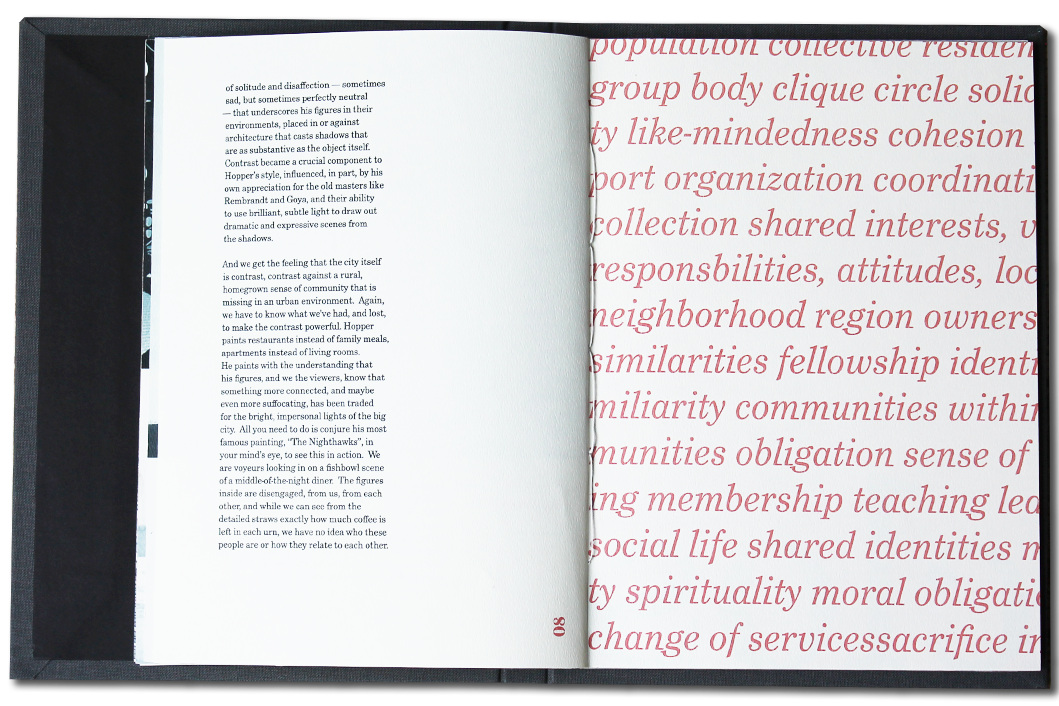 of solitude and disaffection — sometimes
sad, but sometimes perfectly neutral
— that underscores his figures in their
environments, placed in or against
architecture that casts shadows that
are as substantive as the object itself.
Contrast became a crucial component to
Hopper's style, influenced, in part, by his
own appreciation for the old masters like
Rembrandt and Goya, and their ability
to use brilliant, subtle light to draw out
dramatic and expressive scenes from
the shadows.
And we get the feeling that the city itself
is contrast, contrast against a rural,
homegrown sense of community that is
missing in an urban environment. Again,
we have to know what we've had, and lost,
to make the contrast powerful. Hopper
paints restaurants instead of family meals,
apartments instead of living rooms.
He paints with the understanding that
his figures, and we the viewers, know that
something more connected, and maybe
even more suffocating, has been traded
for the bright, impersonal lights of the big
city. All you need to do is conjure his most
famous painting, "The Nighthawks", in
your mind's eye, to see this in action. We
are voyeurs looking in on a fishbowl scene
of a middle-of-the-night diner. The figures
inside are disengaged, from us, from each
other, and while we can see from the
detailed straws exactly how much coffee is
left in each urn, we have no idea who these
people are or how they relate to each other.
08
population collective residen
group body clique circle solid
ty like-mindedness cohesion
port organization coordinati
collection shared interests, v
responsbilities, attitudes, loc
neighborhood region owners
similarities fellowship identi
miliarity communities within
munities obligation sense of
ing membership teaching lea
social life shared identities m
ty spirituality moral obligatio
change of servicessacrifice in